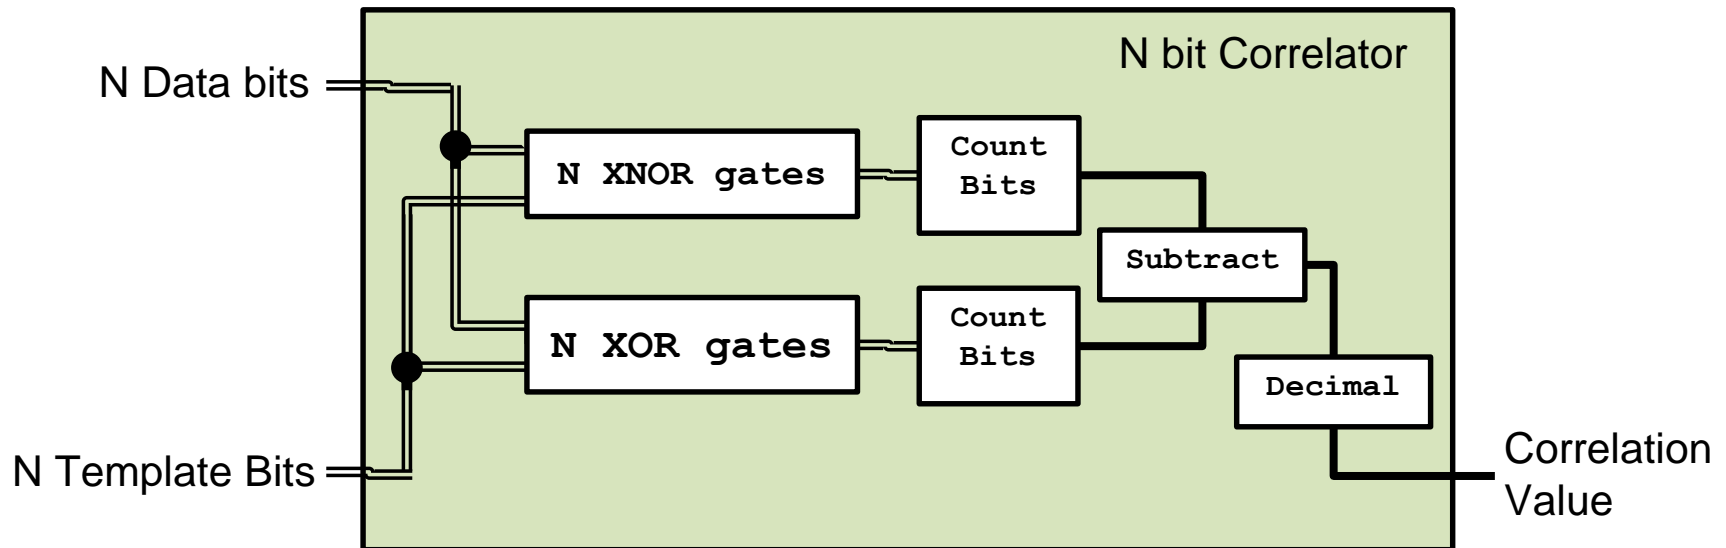 N bit Correlator
N Data bits
N XNOR gates
Count
Bits
Subtract
N XOR gates
Count
Bits
Decimal
N Template Bits
Correlation
Value